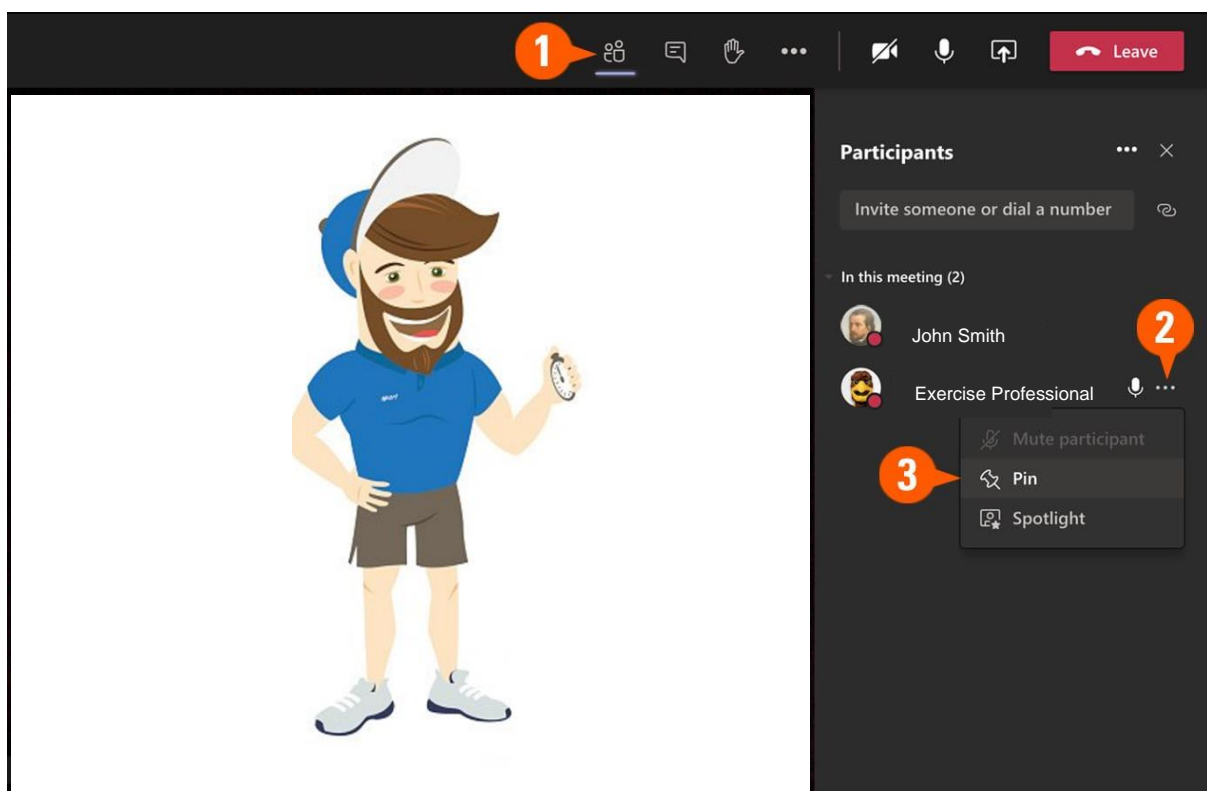 1
Leave
Participants
Invite someone or dial a number
In this meeting (2)
John Smith
2
Exercise Professional
Mute participant
3
Pin
Spotlight